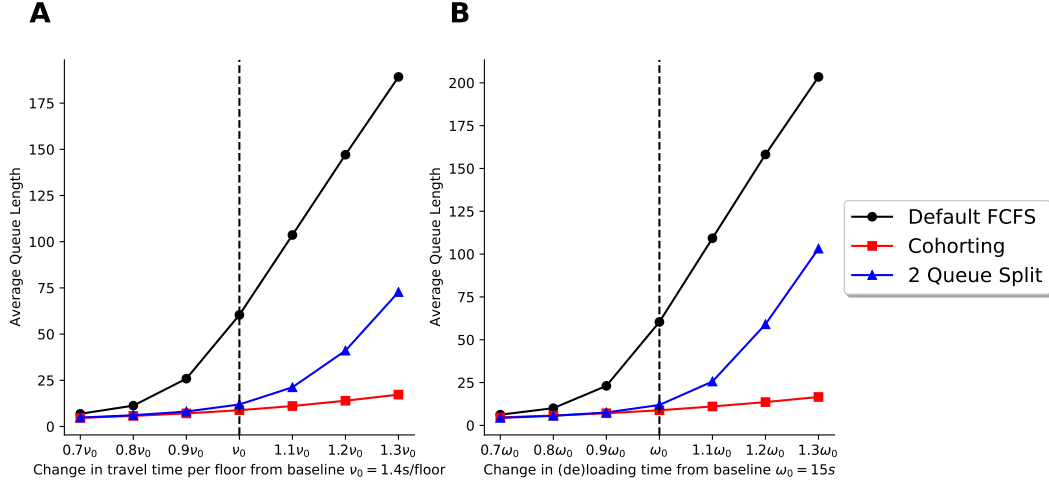 A
B
Average Queue Length
175
150
125
100
75
50
25
0
0.7ν₀ 0.8ν₀ 0.9ν₀ ν₀ 1.1ν₀ 1.2ν₀ 1.3ν₀
Change in travel time per floor from baseline ν₀ = 1.4s/floor
Average Queue Length
200
175
150
125
100
75
50
25
0
0.7ω₀ 0.8ω₀ 0.9ω₀ ω₀ 1.1ω₀ 1.2ω₀ 1.3ω₀
Change in (de)loading time from baseline ω₀ = 15s
Default FCFS
Cohorting
2 Queue Split